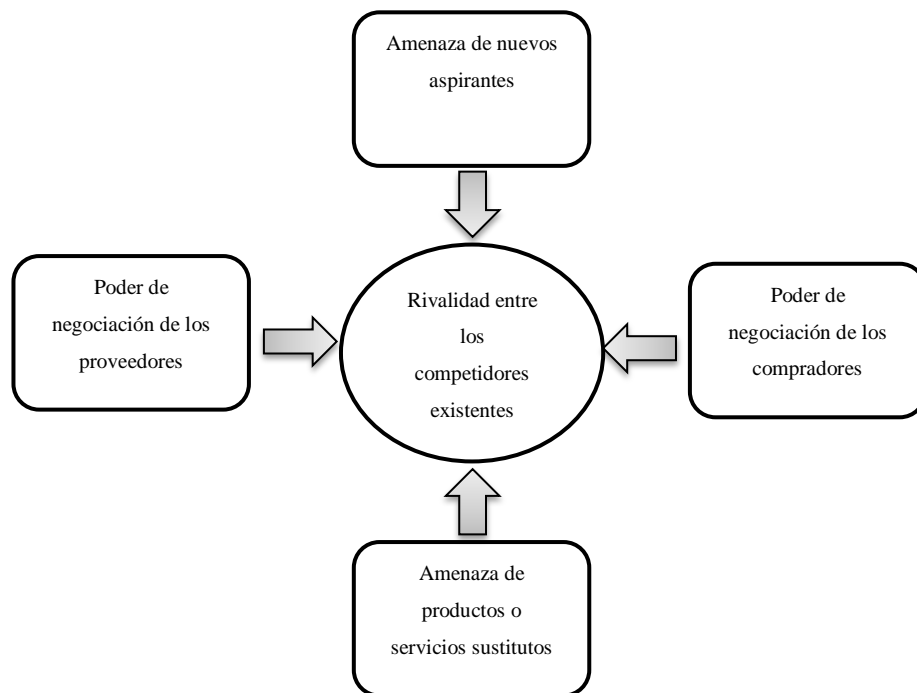 Amenaza de nuevos
aspirantes
Poder de
negociación de los
proveedores
Rivalidad entre
los
competidores
existentes
Poder de
negociación de los
compradores
Amenaza de
productos o
servicios sustitutos